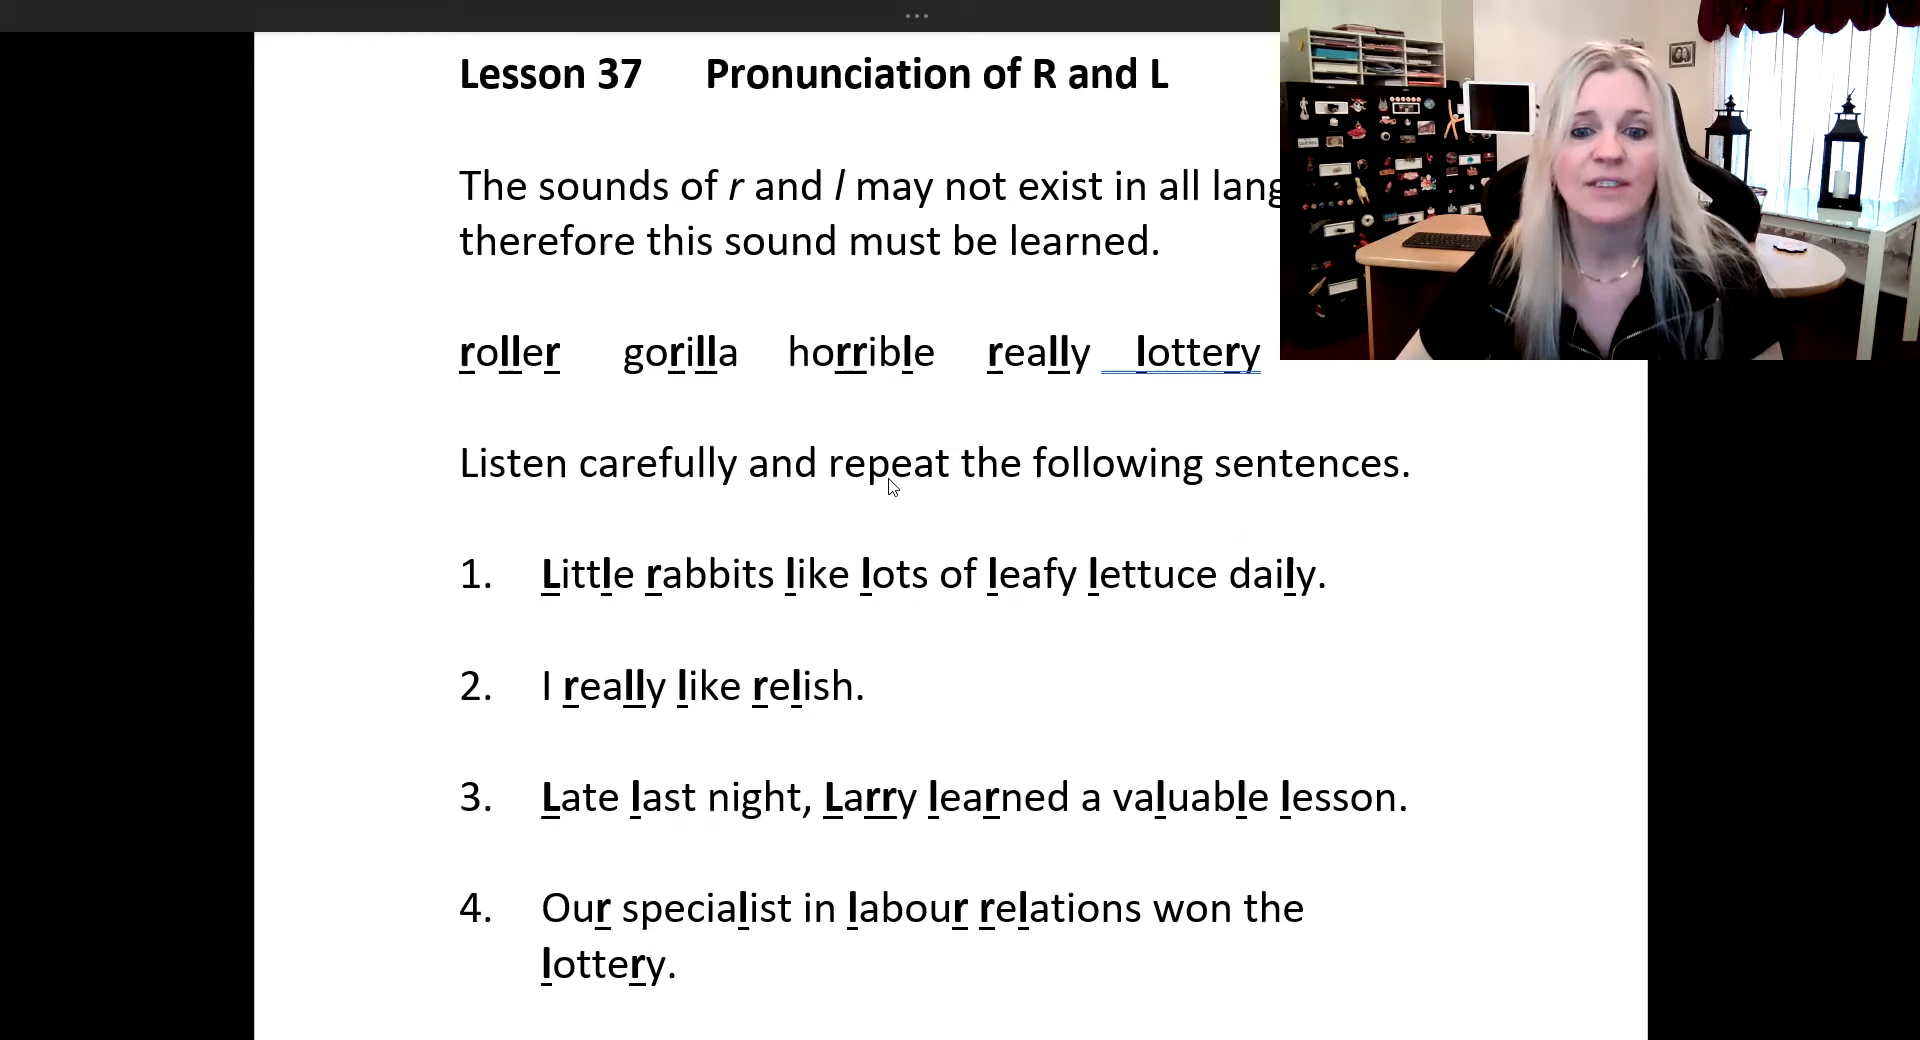 Lesson 37 Pronunciation of R and L
The sounds of r and l may not exist in all
therefore this sound must be learned.
roller gorilla horrible really lottery
Listen carefully and repeat the following sentences.
1. Little rabbits like lots of leafy lettuce daily.
2. I really like relish.
3. Late last night, Larry learned a valuable lesson.
4. Our specialist in labour relations won the
lottery.